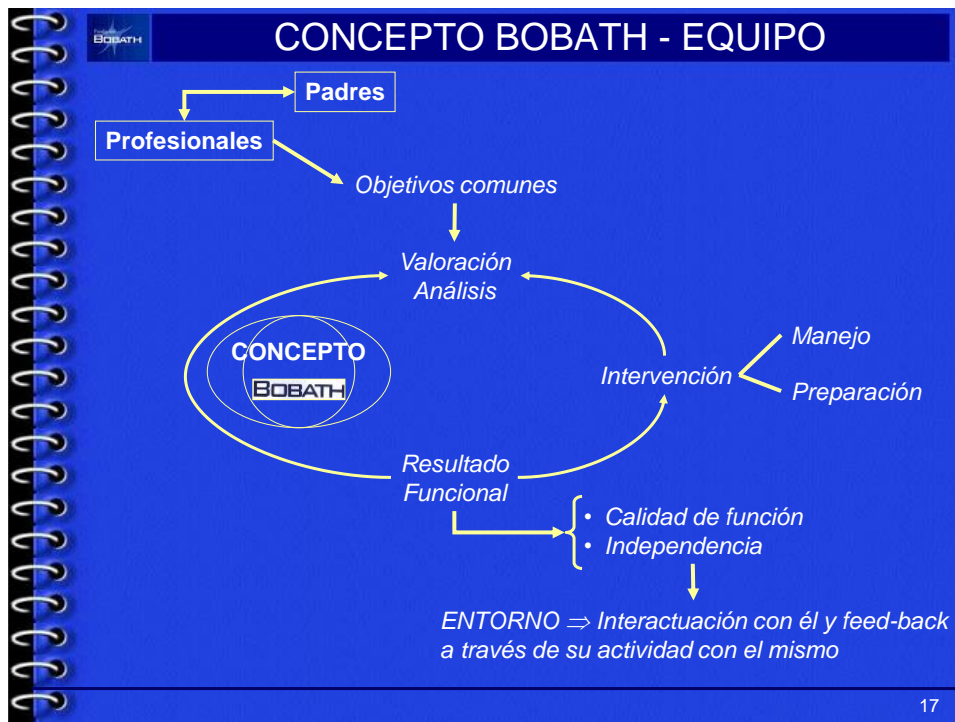 BOBATH
CONCEPTO BOBATH - EQUIPO
Padres
Profesionales
Objetivos comunes
Valoración
Análisis
CONCEPTO
BOBATH
Intervención
Manejo
Preparación
Resultado
Funcional
• Calidad de función
• Independencia
ENTORNO ⇒ Interactuación con él y feed-back
a través de su actividad con el mismo
17